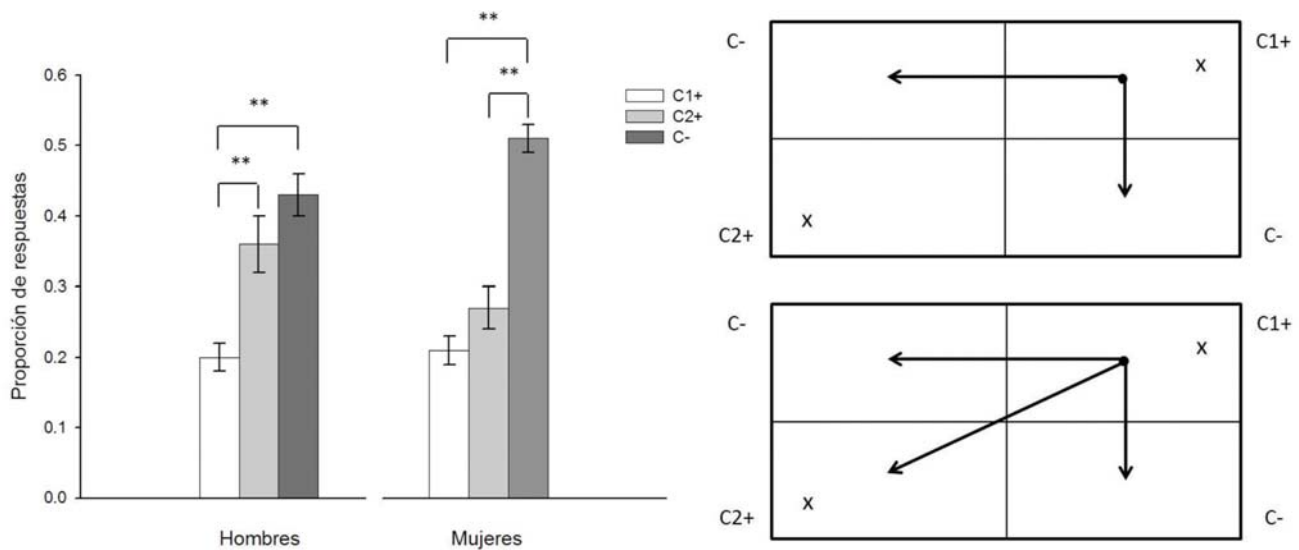 **
**
**
**
0.6
0.5
0.4
0.3
0.2
0.1
0.0
Proporción de respuestas
Hombres
Mujeres
C1+
C2+
C-
C-
C1+
x
x
C2+
C-
C-
C1+
x
x
C2+
C-